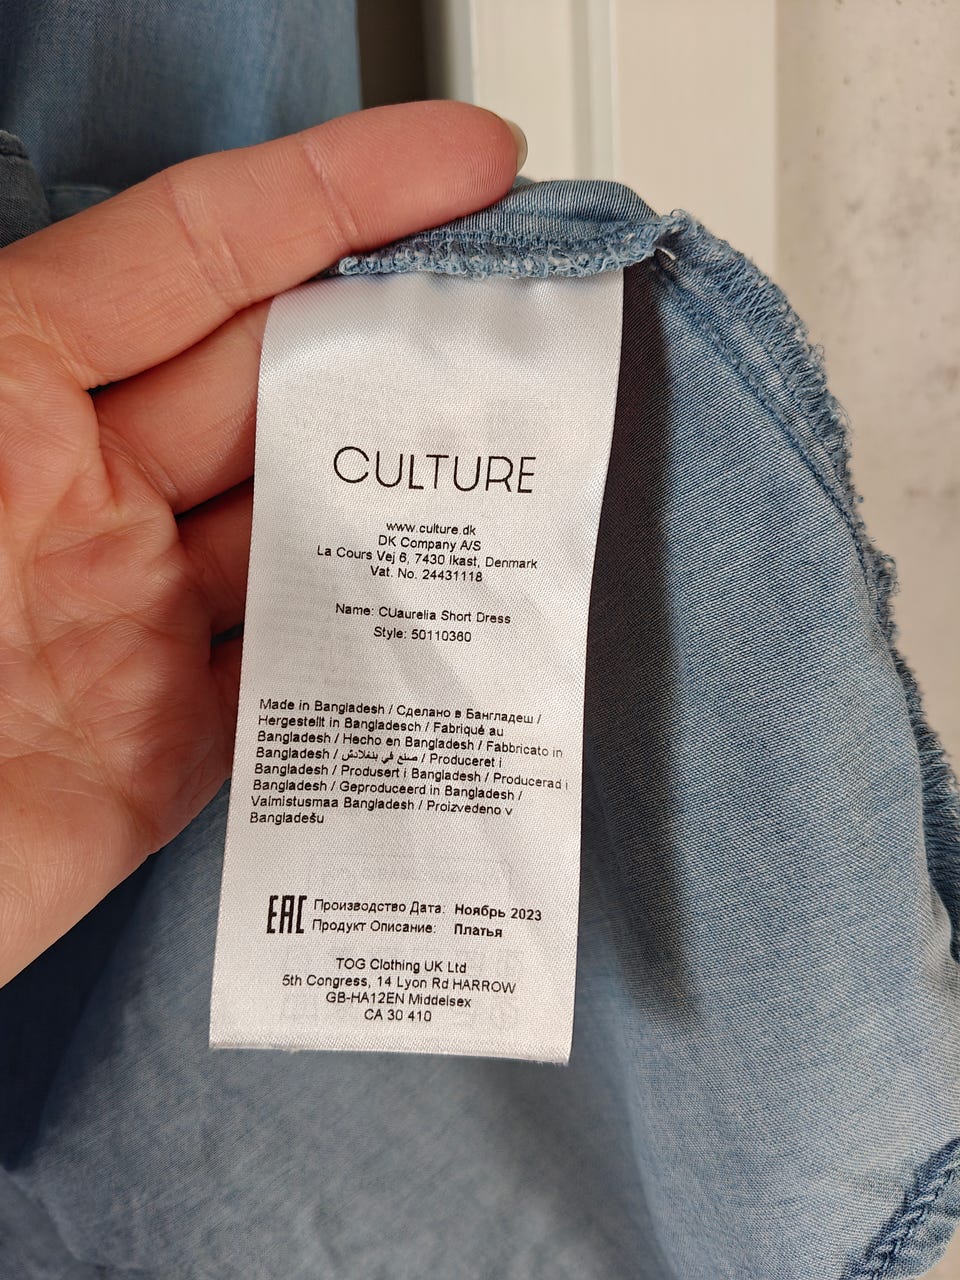 CULTURE
www.culture.dk
DK Company A/S
La Cours Vej 6, 7430 Ikast, Denmark
Vat. No. 24431118
Name: CUaurelia Short Dress
Style: 50110360
Made in Bangladesh / Сделано в Бангладеш /
Hergestellt in Bangladesch / Fabriqué au
Bangladesh / Hecho en Bangladesh / Fabbricato in
Bangladesh / صنع في بنغلادش / Produceret i
Bangladesh / Produsert i Bangladesh / Producerad i
Bangladesh / Geproduceerd in Bangladesh /
Valmistusmaa Bangladesh / Proizvedeno v
Bangladešu
EAC Производство Дата: Ноябрь 2023
Продукт Описание: Платья
TOG Clothing UK Ltd
5th Congress, 14 Lyon Rd HARROW
GB-HA12EN Middelsex
CA 30 410